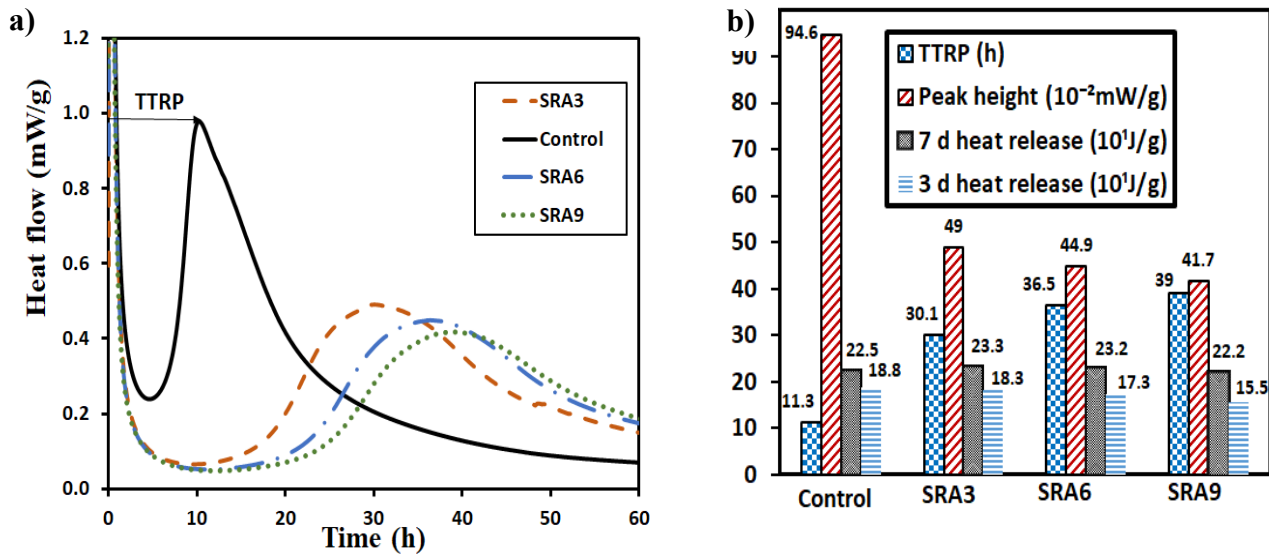 a)
Heat flow (mW/g)
1.2
1.0
0.8
0.6
0.4
0.2
0.0
TTRP
SRA3
Control
SRA6
SRA9
0 10 20 30 40 50 60
Time (h)
b)
90
80
70
60
50
40
30
20
10
0
TTRP (h)
Peak height (10⁻²mW/g)
7 d heat release (10¹J/g)
3 d heat release (10¹J/g)
94.6
11.3
22.5
18.8
30.1
49
23.3
18.3
36.5
44.9
23.2
17.3
39
41.7
22.2
15.5
Control SRA3 SRA6 SRA9